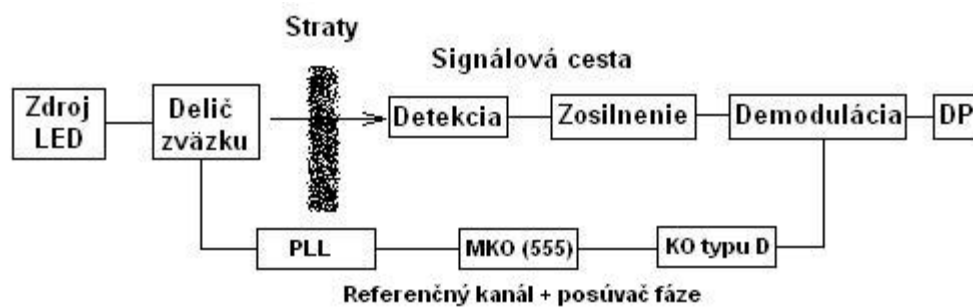 Straty
Signálová cesta
Zdroj
LED
Delič
zväzku
Detekcia
Zosilnenie
Demodulácia
DP
PLL
MKO (555)
KO typu D
Referenčný kanál + posúvač fáze